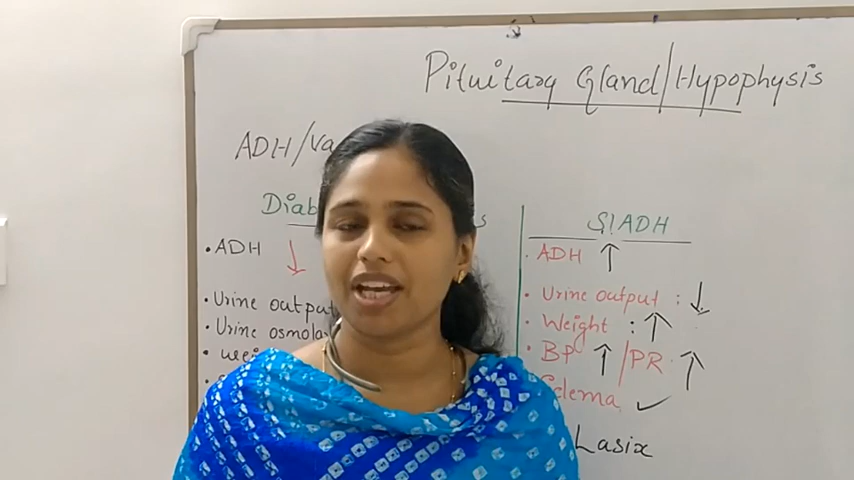 Pituitary Gland/Hypophysis
ADH/Va
Diab
• ADH ↓
• Urine output
• Urine osmola
• wei
s
SIADH
• ADH ↑
• Urine output : ↓
• Weight : ↑
• BP ↑ / PR ↑
Edema ✓
Lasix